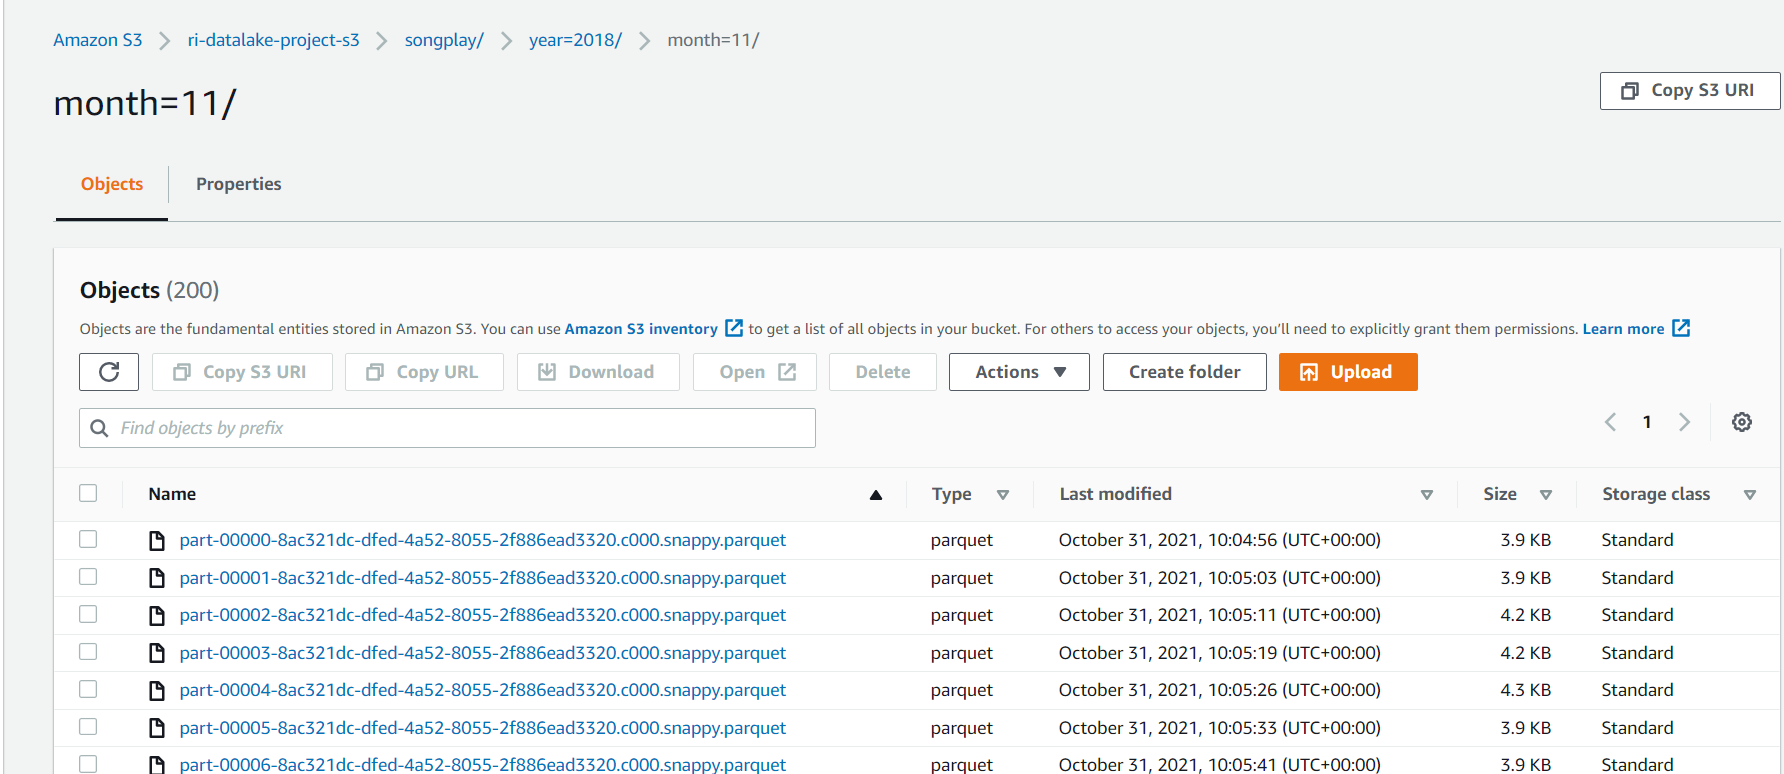 Amazon S3 > ri-datalake-project-s3 > songplay/ > year=2018/ > month=11/
month=11/
Copy S3 URI
Objects Properties
Objects (200)
Objects are the fundamental entities stored in Amazon S3. You can use Amazon S3 inventory to get a list of all objects in your bucket. For others to access your objects, you'll need to explicitly grant them permissions. Learn more
Copy S3 URI Copy URL Download Open Delete Actions Create folder Upload
Find objects by prefix 1
Name Type Last modified Size Storage class
part-00000-8ac321dc-dfed-4a52-8055-2f886ead3320.c000.snappy.parquet parquet October 31, 2021, 10:04:56 (UTC+00:00) 3.9 KB Standard
part-00001-8ac321dc-dfed-4a52-8055-2f886ead3320.c000.snappy.parquet parquet October 31, 2021, 10:05:03 (UTC+00:00) 3.9 KB Standard
part-00002-8ac321dc-dfed-4a52-8055-2f886ead3320.c000.snappy.parquet parquet October 31, 2021, 10:05:11 (UTC+00:00) 4.2 KB Standard
part-00003-8ac321dc-dfed-4a52-8055-2f886ead3320.c000.snappy.parquet parquet October 31, 2021, 10:05:19 (UTC+00:00) 4.2 KB Standard
part-00004-8ac321dc-dfed-4a52-8055-2f886ead3320.c000.snappy.parquet parquet October 31, 2021, 10:05:26 (UTC+00:00) 4.3 KB Standard
part-00005-8ac321dc-dfed-4a52-8055-2f886ead3320.c000.snappy.parquet parquet October 31, 2021, 10:05:33 (UTC+00:00) 3.9 KB Standard
part-00006-8ac321dc-dfed-4a52-8055-2f886ead3320.c000.snappy.parquet parquet October 31, 2021, 10:05:41 (UTC+00:00) 3.9 KB Standard